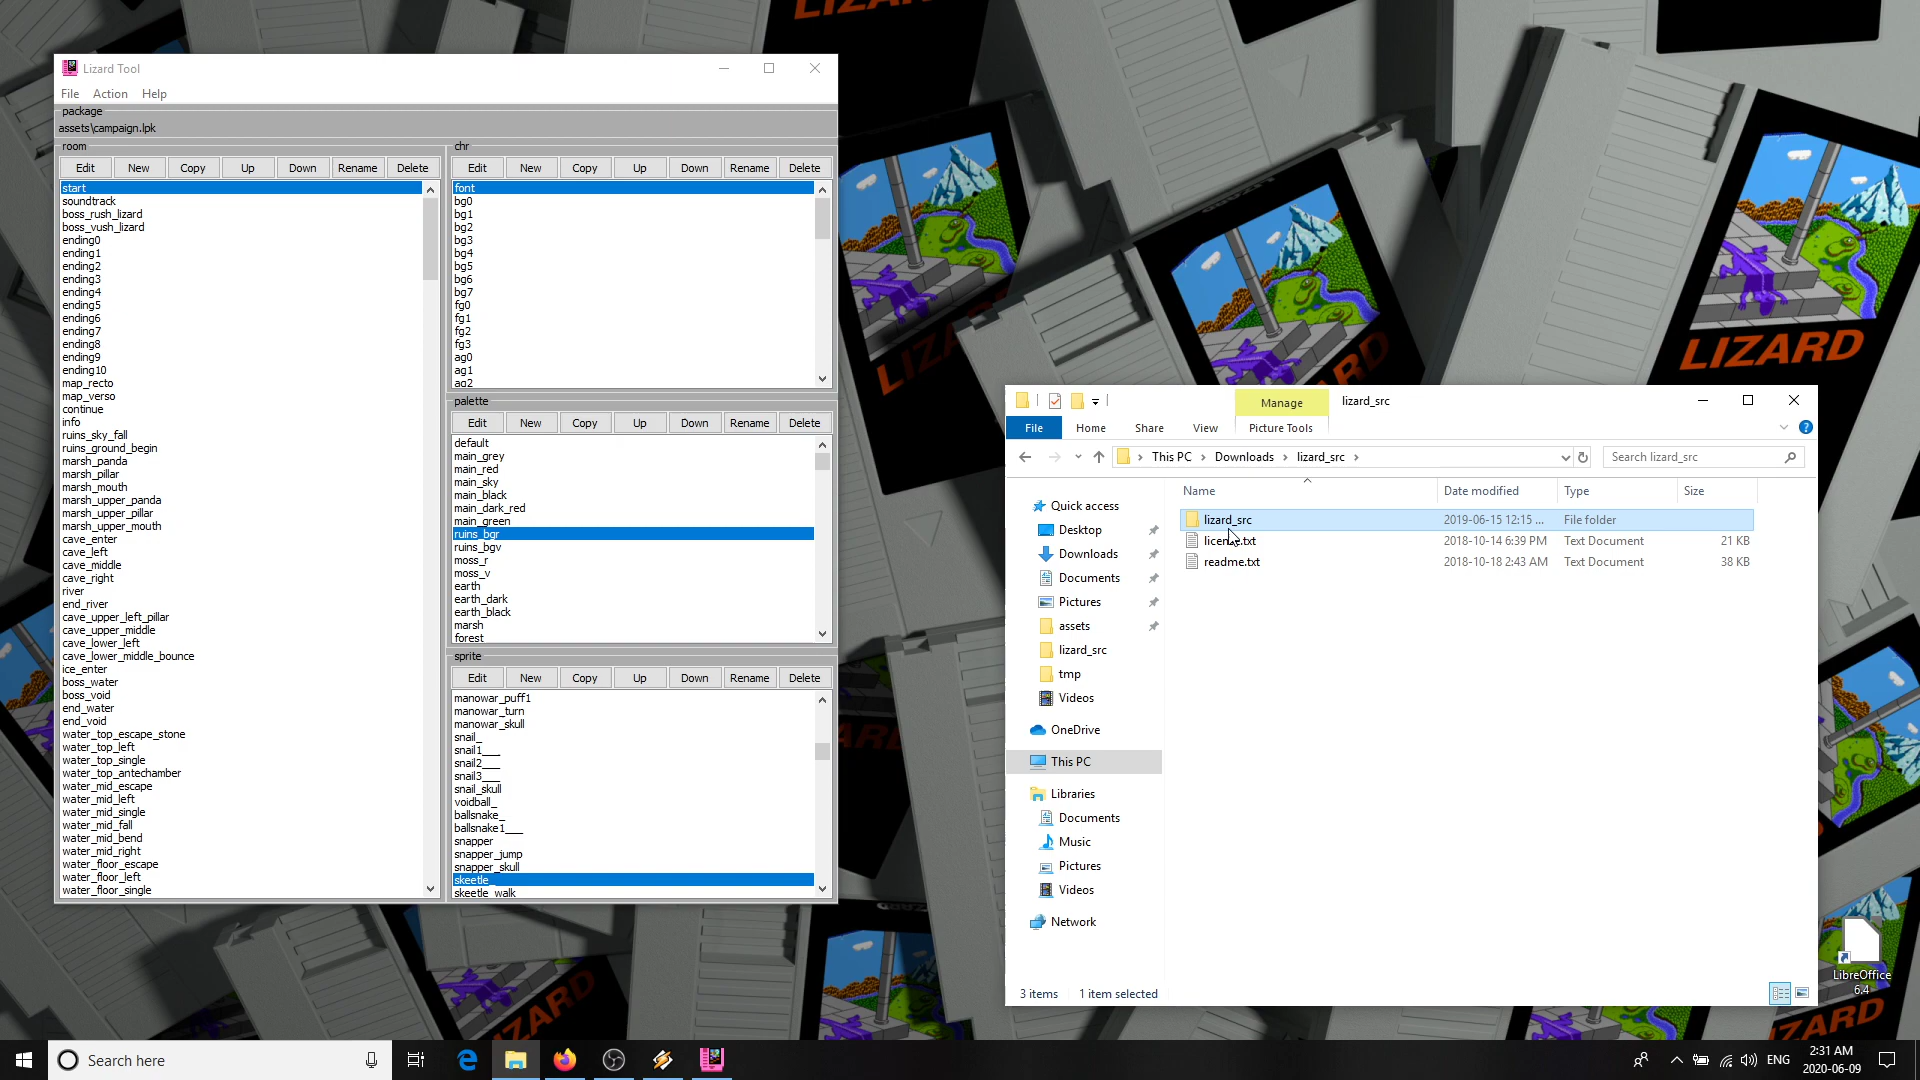 Lizard Tool
File Action Help
package
assets\campaign.lpk
room
Edit New Copy Up Down Rename Delete
start
soundtrack
boss_rush_lizard
boss_vush_lizard
ending0
ending1
ending2
ending3
ending4
ending5
ending6
ending7
ending8
ending9
ending10
map_recto
map_verso
continue
info
ruins_sky_fall
ruins_ground_begin
marsh_panda
marsh_pillar
marsh_mouth
marsh_upper_panda
marsh_upper_pillar
marsh_upper_mouth
cave_enter
cave_left
cave_middle
cave_right
river
end_river
cave_upper_left_pillar
cave_upper_middle
cave_lower_left
cave_lower_middle_bounce
ice_enter
boss_water
boss_void
end_water
end_void
water_top_escape_stone
water_top_left
water_top_single
water_top_antechamber
water_mid_escape
water_mid_left
water_mid_single
water_mid_fall
water_mid_bend
water_mid_right
water_floor_escape
water_floor_left
water_floor_single
chr
Edit New Copy Up Down Rename Delete
font
bg0
bg1
bg2
bg3
bg4
bg5
bg6
bg7
fg0
fg1
fg2
fg3
ag0
ag1
ag2
palette
Edit New Copy Up Down Rename Delete
default
main_grey
main_red
main_sky
main_black
main_dark_red
main_green
ruins_bgr
ruins_bgv
moss_r
moss_v
earth
earth_dark
earth_black
marsh
forest
sprite
Edit New Copy Up Down Rename Delete
manowar_puff1
manowar_turn
manowar_skull
snail_
snail1___
snail2___
snail3___
snail_skull
voidball_
ballsnake_
ballsnake1___
snapper
snapper_jump
snapper_skull
skeetle_
skeetle_walk
Manage lizard_src
File Home Share View Picture Tools
This PC Downloads lizard_src
Search lizard_src
Name Date modified Type Size
lizard_src 2019-06-15 12:15 ... File folder
license.txt 2018-10-14 6:39 PM Text Document 21 KB
readme.txt 2018-10-18 2:43 AM Text Document 38 KB
Quick access
Desktop
Downloads
Documents
Pictures
assets
lizard_src
tmp
Videos
OneDrive
This PC
Libraries
Documents
Music
Pictures
Videos
Network
3 items 1 item selected
LIZARD
LibreOffice
6.4
Search here
ENG
2:31 AM
2020-06-09